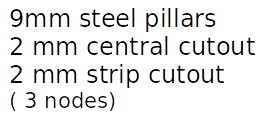 9mm steel pillars
2 mm central cutout
2 mm strip cutout
( 3 nodes)